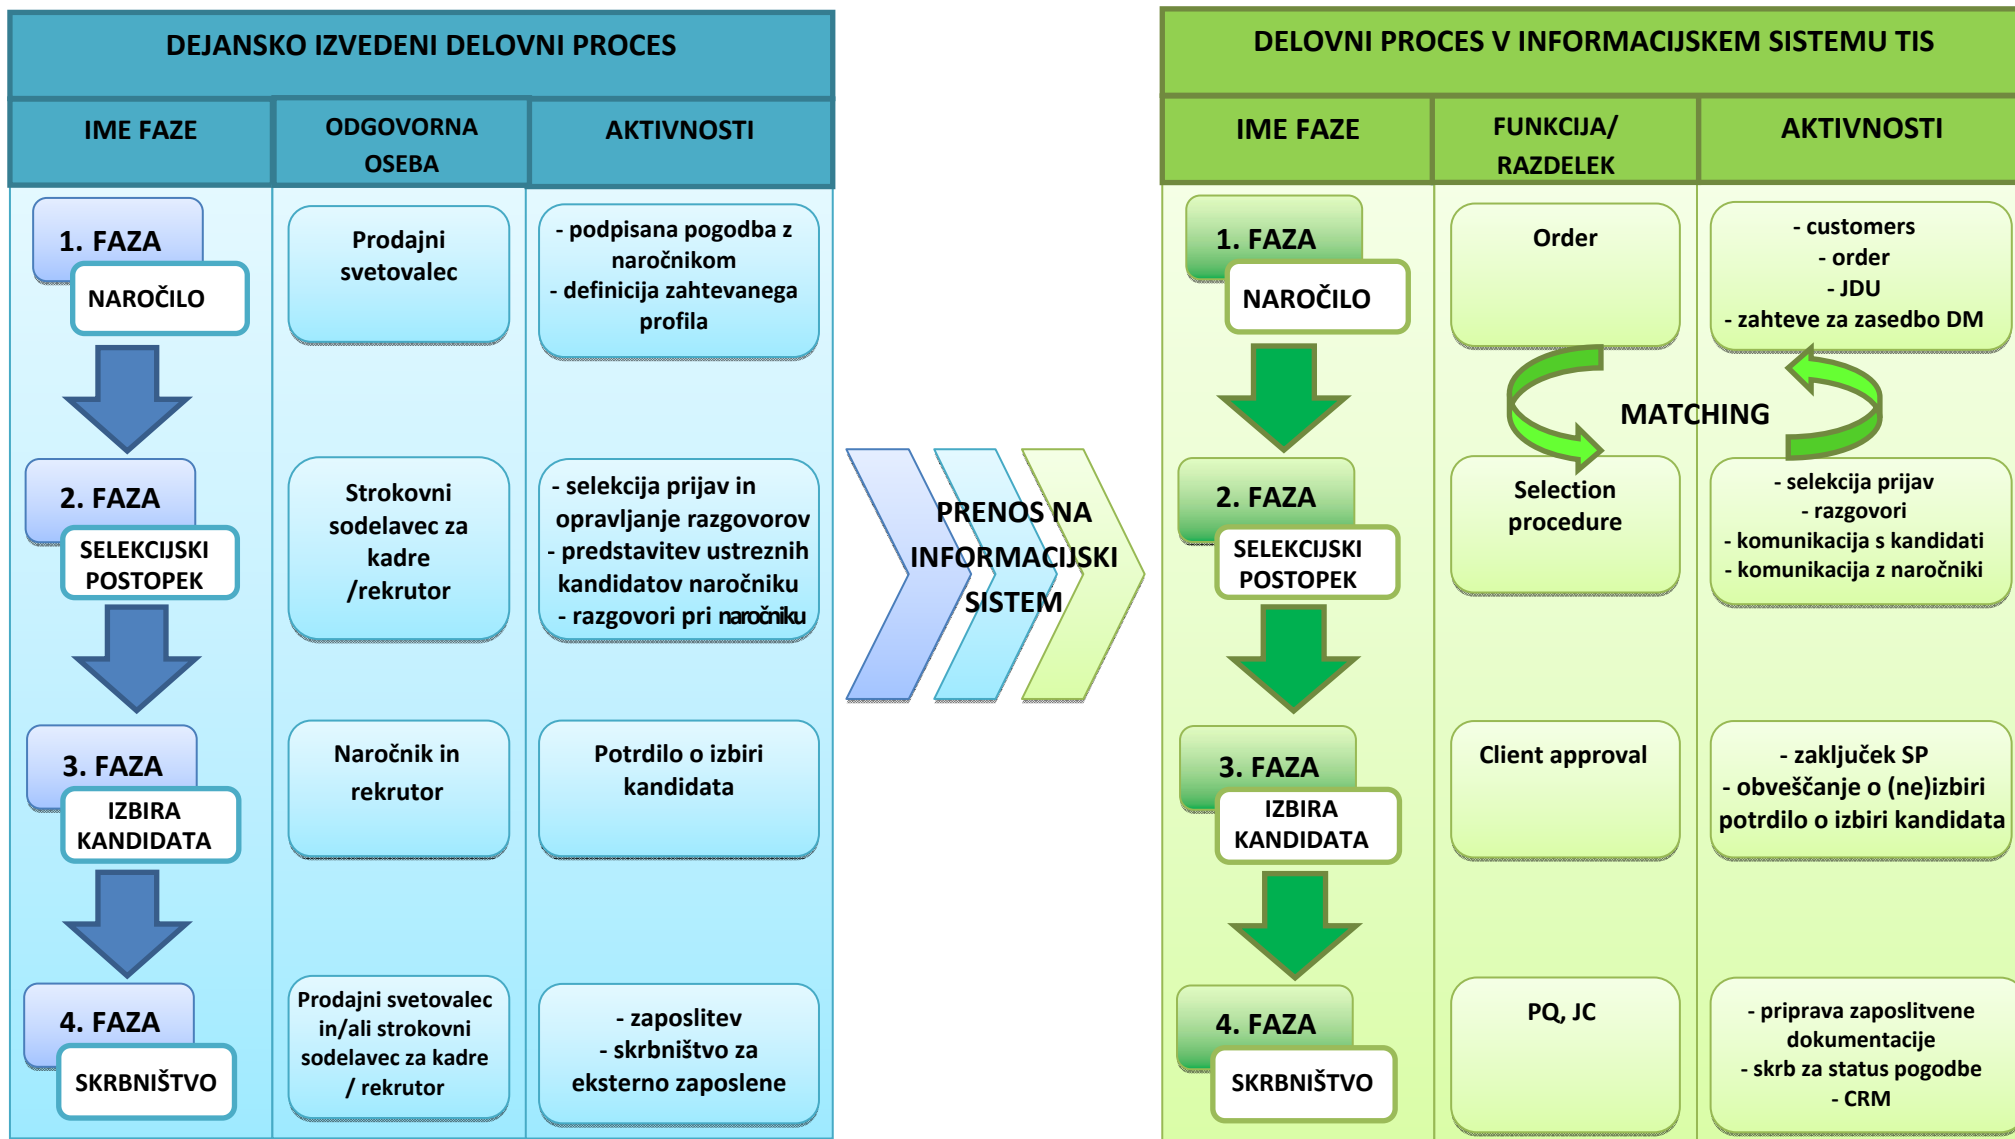 DEJANSKO IZVEDENI DELOVNI PROCES
IME FAZE
ODGOVORNA
OSEBA
AKTIVNOSTI
1. FAZA
NAROČILO
Prodajni
svetovalec
- podpisana pogodba z
naročnikom
- definicija zahtevanega
profila
2. FAZA
SELEKCIJSKI
POSTOPEK
Strokovni
sodelavec za
kadre
/rekrutor
- selekcija prijav in
opravljanje razgovorov
- predstavitev ustreznih
kandidatov naročniku
- razgovori pri naročniku
3. FAZA
IZBIRA
KANDIDATA
Naročnik in
rekrutor
Potrdilo o izbiri
kandidata
4. FAZA
SKRBNIŠTVO
Prodajni svetovalec
in/ali strokovni
sodelavec za kadre
/ rekrutor
- zaposlitev
- skrbništvo za
eksterno zaposlene
PRENOS NA
INFORMACIJSKI
SISTEM
DELOVNI PROCES V INFORMACIJSKEM SISTEMU TIS
IME FAZE
FUNKCIJA/
RAZDELEK
AKTIVNOSTI
1. FAZA
NAROČILO
Order
- customers
- order
- JDU
- zahteve za zasedbo DM
MATCHING
2. FAZA
SELEKCIJSKI
POSTOPEK
Selection
procedure
- selekcija prijav
- razgovori
- komunikacija s kandidati
- komunikacija z naročniki
3. FAZA
IZBIRA
KANDIDATA
Client approval
- zaključek SP
- obveščanje o (ne)izbiri
potrdilo o izbiri kandidata
4. FAZA
SKRBNIŠTVO
PQ, JC
- priprava zaposlitvene
dokumentacije
- skrb za status pogodbe
- CRM